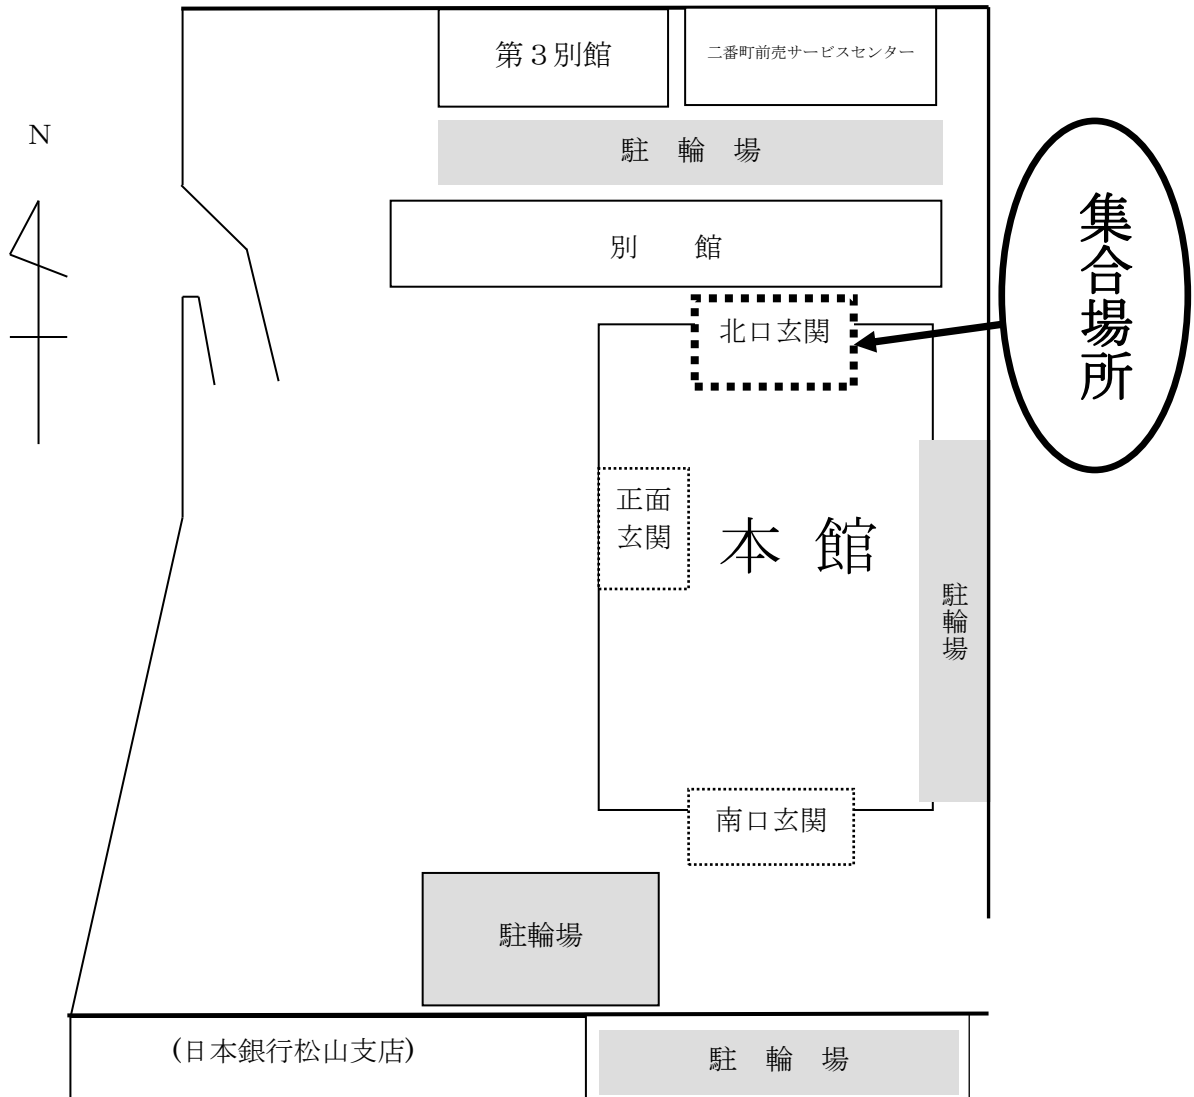 第３別館
二番町前売サービスセンター
N
駐　輪　場
集合場所
別　　館
北口玄関
正面
玄関
本 館
駐輪場
南口玄関
駐輪場
(日本銀行松山支店)
駐　輪　場